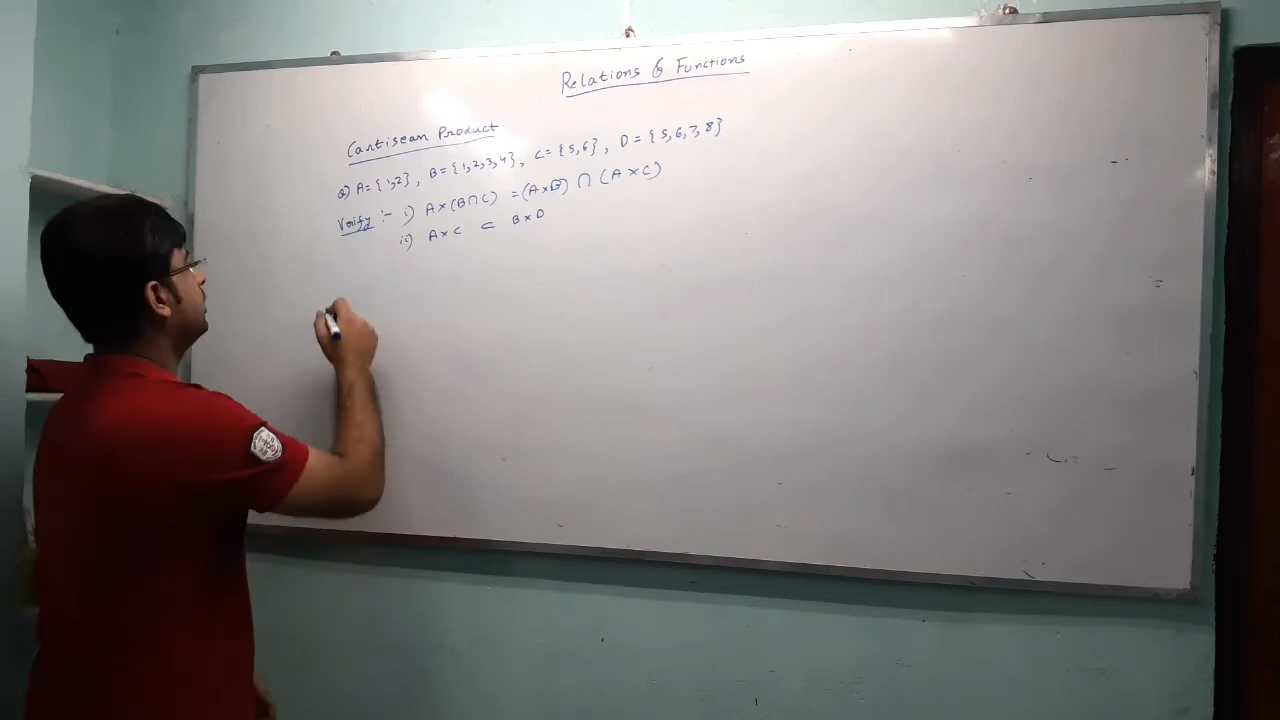 Relations & Functions
Cartisean Product
Q) A = {1,2}, B = {1,2,3,4}, C = {5,6}, D = {5,6,7,8}
Verify :- i) A×(B∩C) = (A×B) ∩ (A×C)
ii) A×C ⊂ B×D